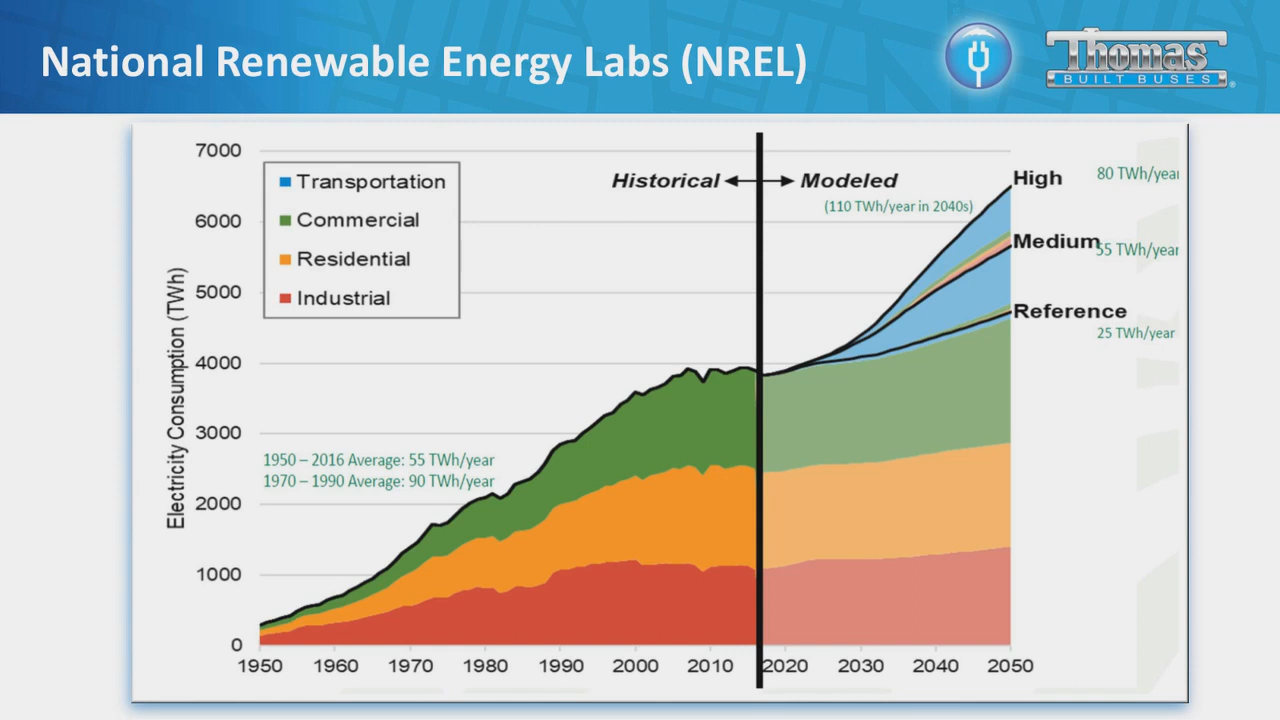 National Renewable Energy Labs (NREL)
Thomas
BUILT BUSES®
7000
6000
5000
4000
3000
2000
1000
0
Electricity Consumption (TWh)
Transportation
Commercial
Residential
Industrial
Historical
Modeled
(110 TWh/year in 2040s)
High
80 TWh/year
Medium
55 TWh/year
Reference
25 TWh/year
1950 – 2016 Average: 55 TWh/year
1970 – 1990 Average: 90 TWh/year
1950 1960 1970 1980 1990 2000 2010 2020 2030 2040 2050